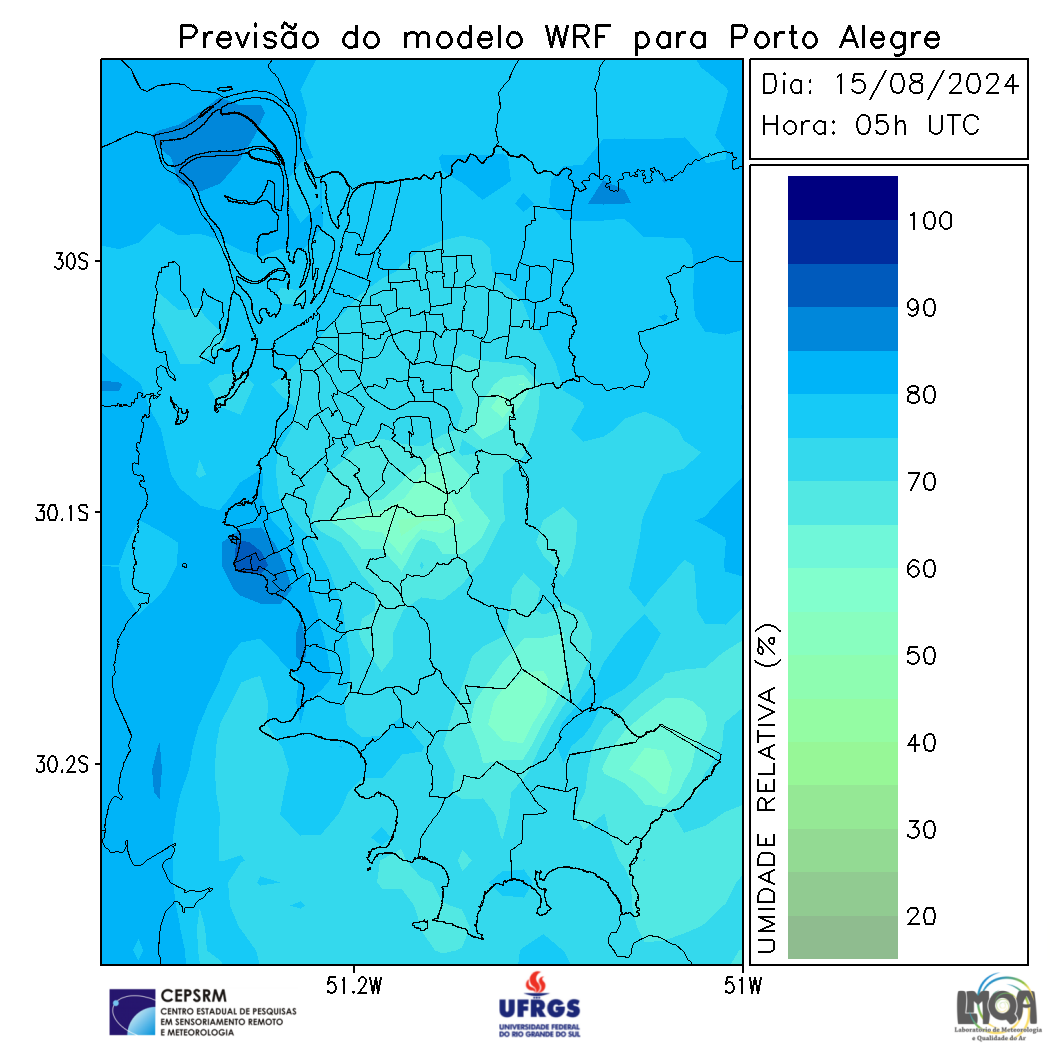 Previsão do modelo WRF para Porto Alegre
Dia: 15/08/2024
Hora: 05h UTC
100
90
80
70
60
50
40
30
20
UMIDADE RELATIVA (%)
30S
30.1S
30.2S
51.2W
51W
CEPSRM
CENTRO ESTADUAL DE PESQUISAS
EM SENSORIAMENTO REMOTO
E METEOROLOGIA
UFRGS
UNIVERSIDADE FEDERAL
DO RIO GRANDE DO SUL
LMQA
Laboratório de Meteorologia
e Qualidade do Ar